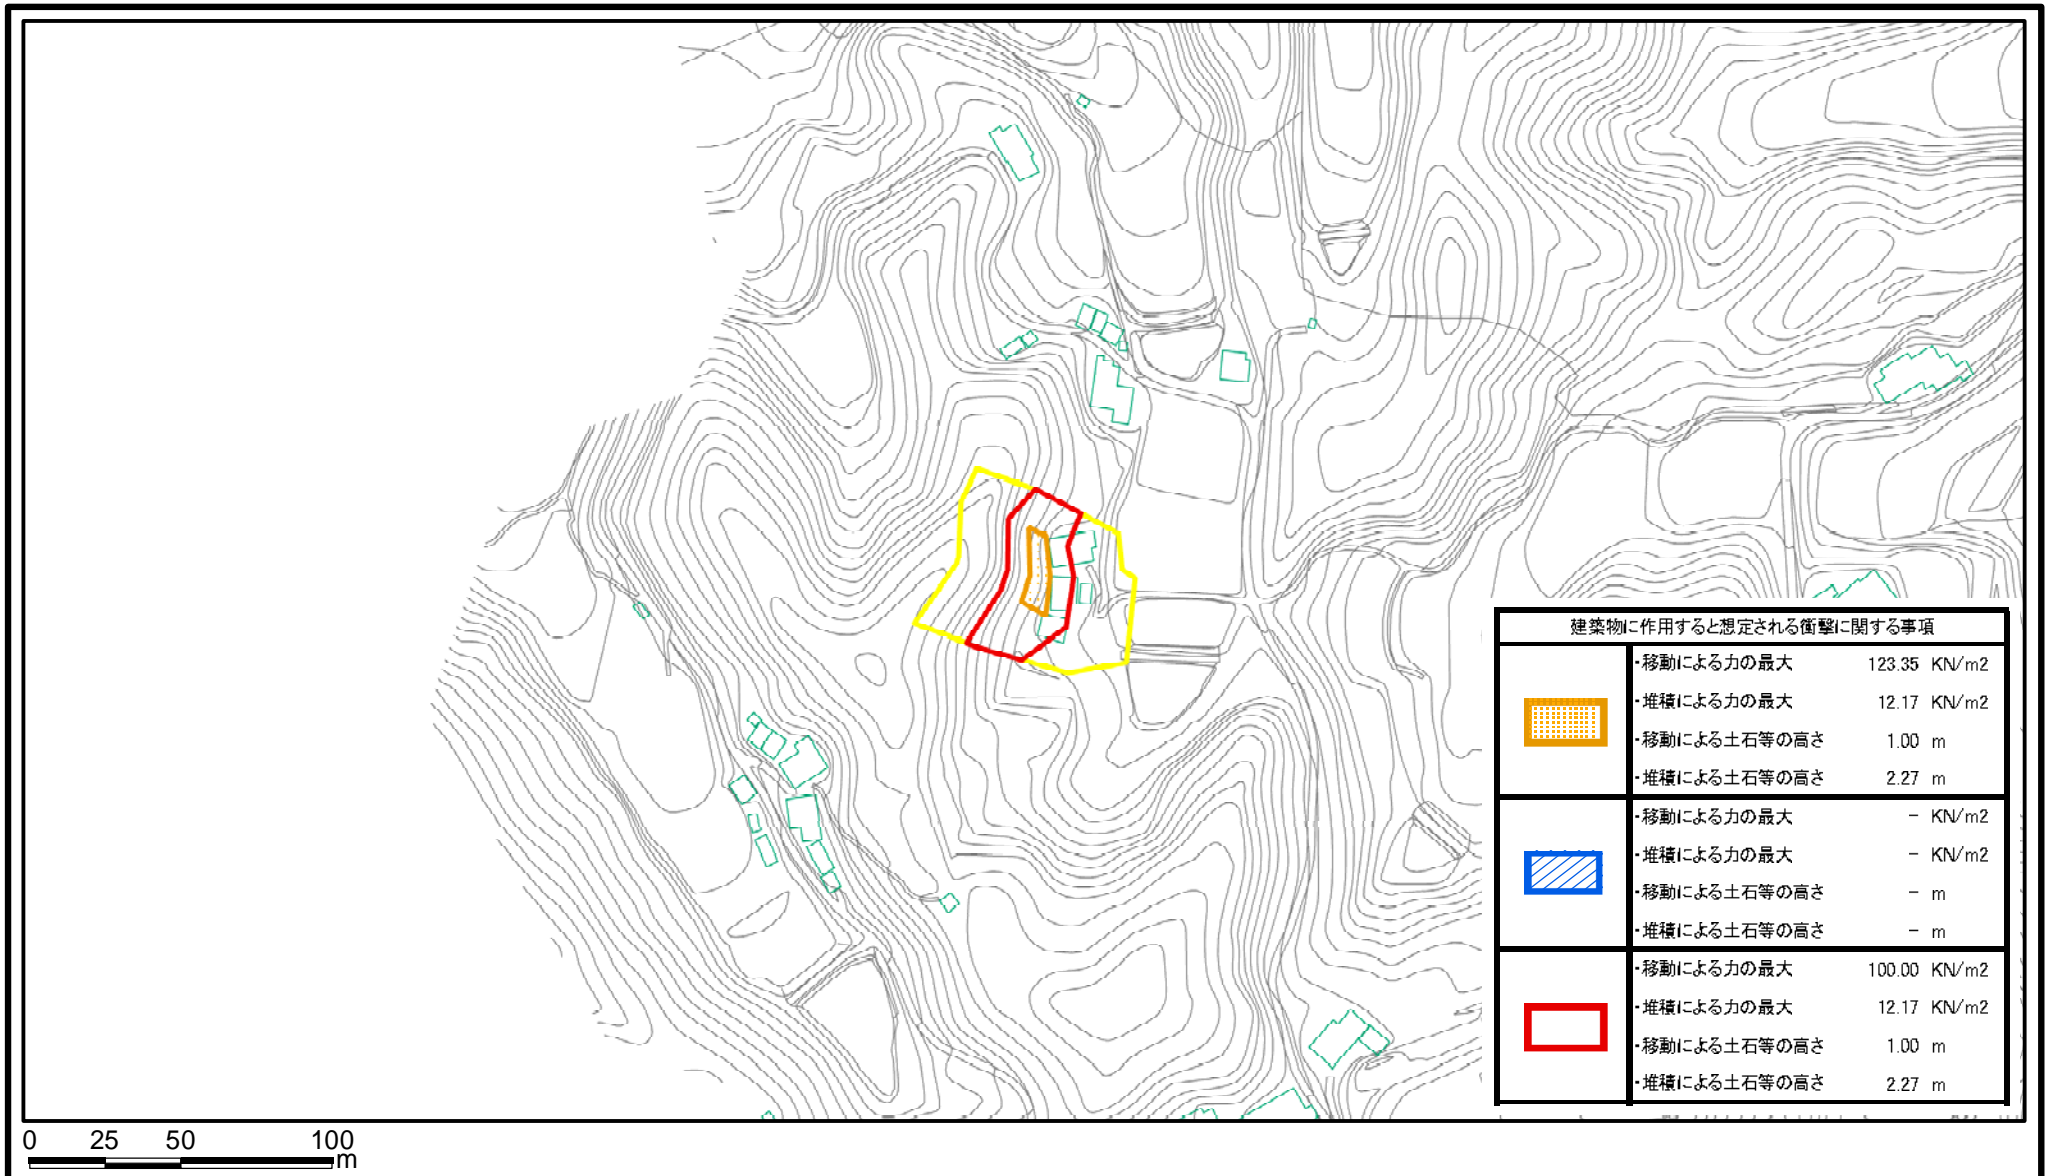 建築物に作用すると想定される衝撃に関する事項
・移動による力の最大 123.35 KN/m2
・堆積による力の最大 12.17 KN/m2
・移動による土石等の高さ 1.00 m
・堆積による土石等の高さ 2.27 m
・移動による力の最大 - KN/m2
・堆積による力の最大 - KN/m2
・移動による土石等の高さ - m
・堆積による土石等の高さ - m
・移動による力の最大 100.00 KN/m2
・堆積による力の最大 12.17 KN/m2
・移動による土石等の高さ 1.00 m
・堆積による土石等の高さ 2.27 m
0 25 50 100
m